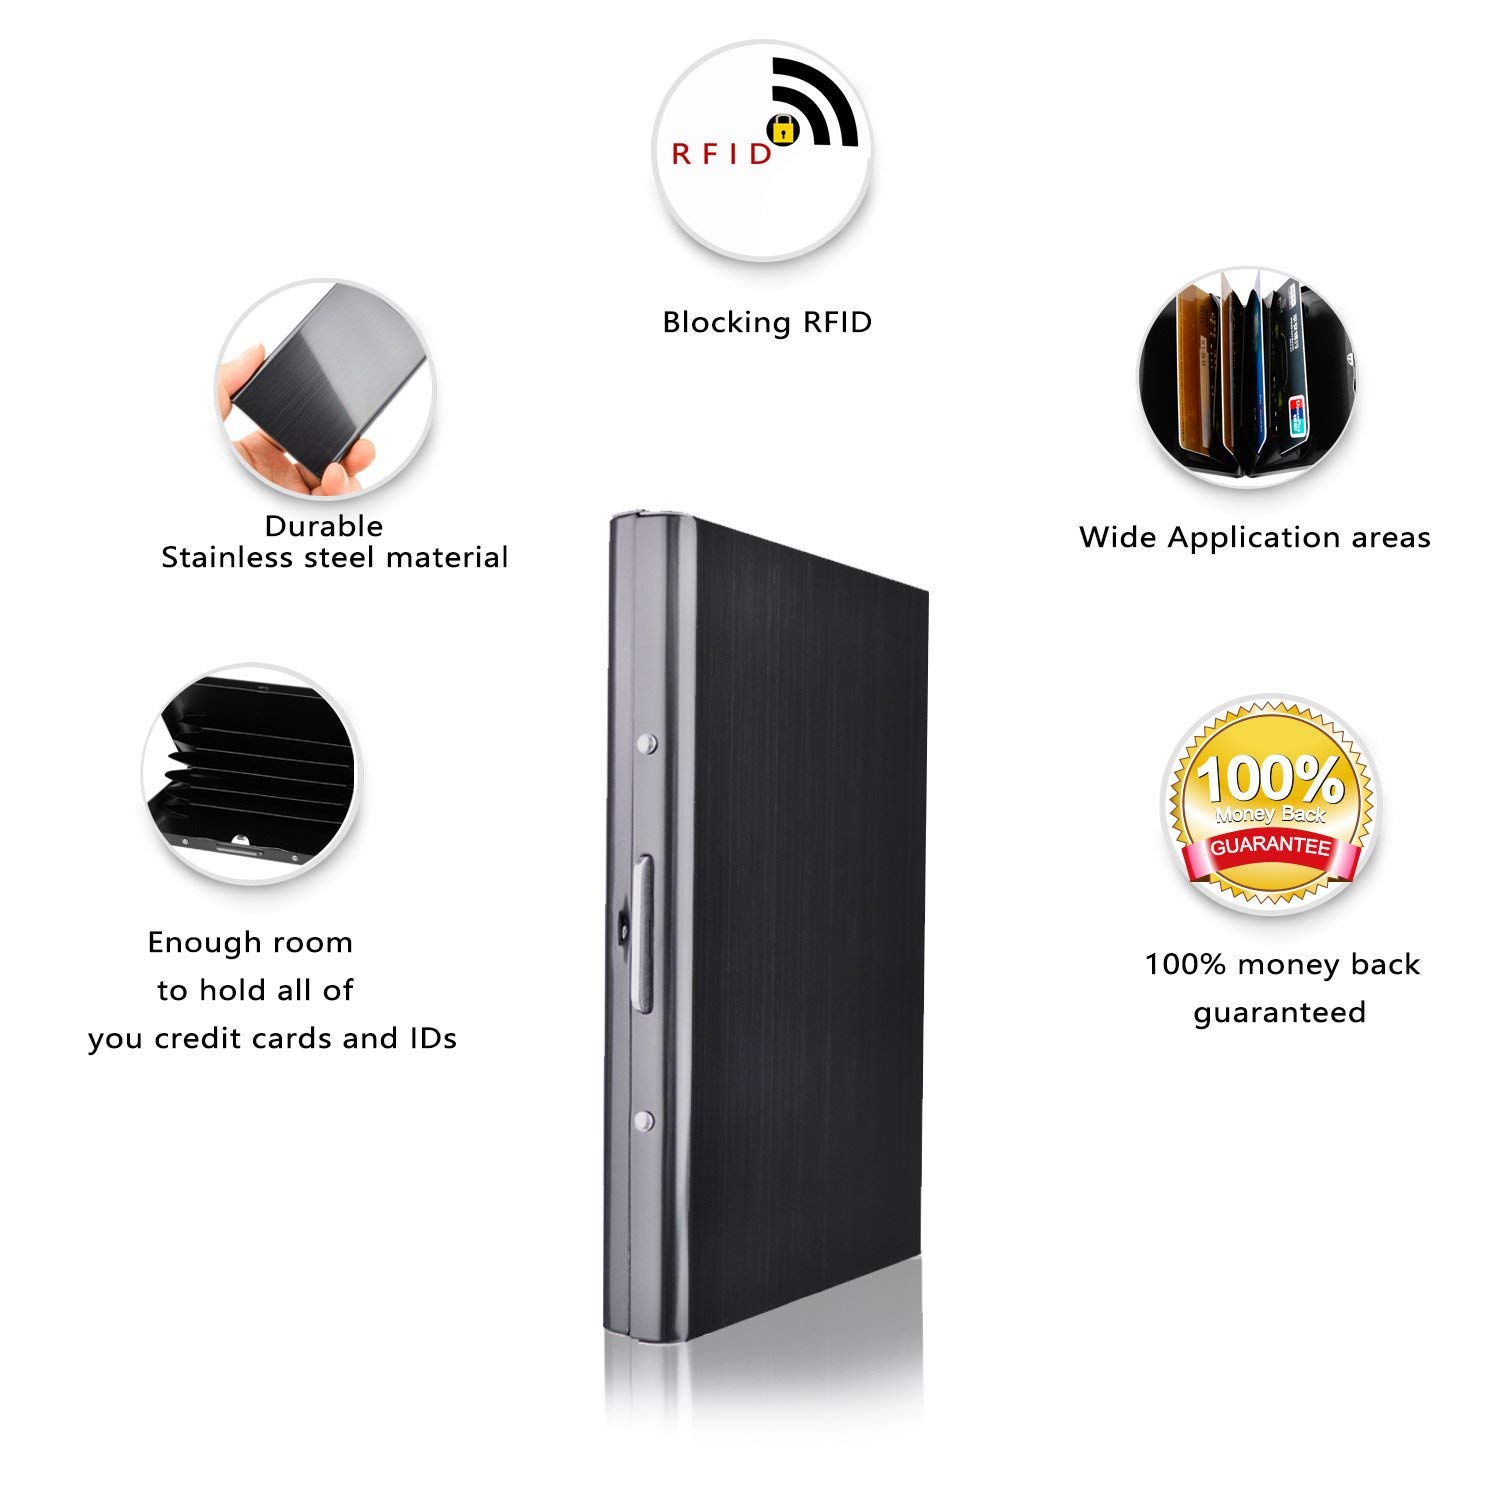 RFID
Blocking RFID
Durable
Stainless steel material
Wide Application areas
Enough room
to hold all of
you credit cards and IDs
100%
Money Back
GUARANTEE
100% money back
guaranteed